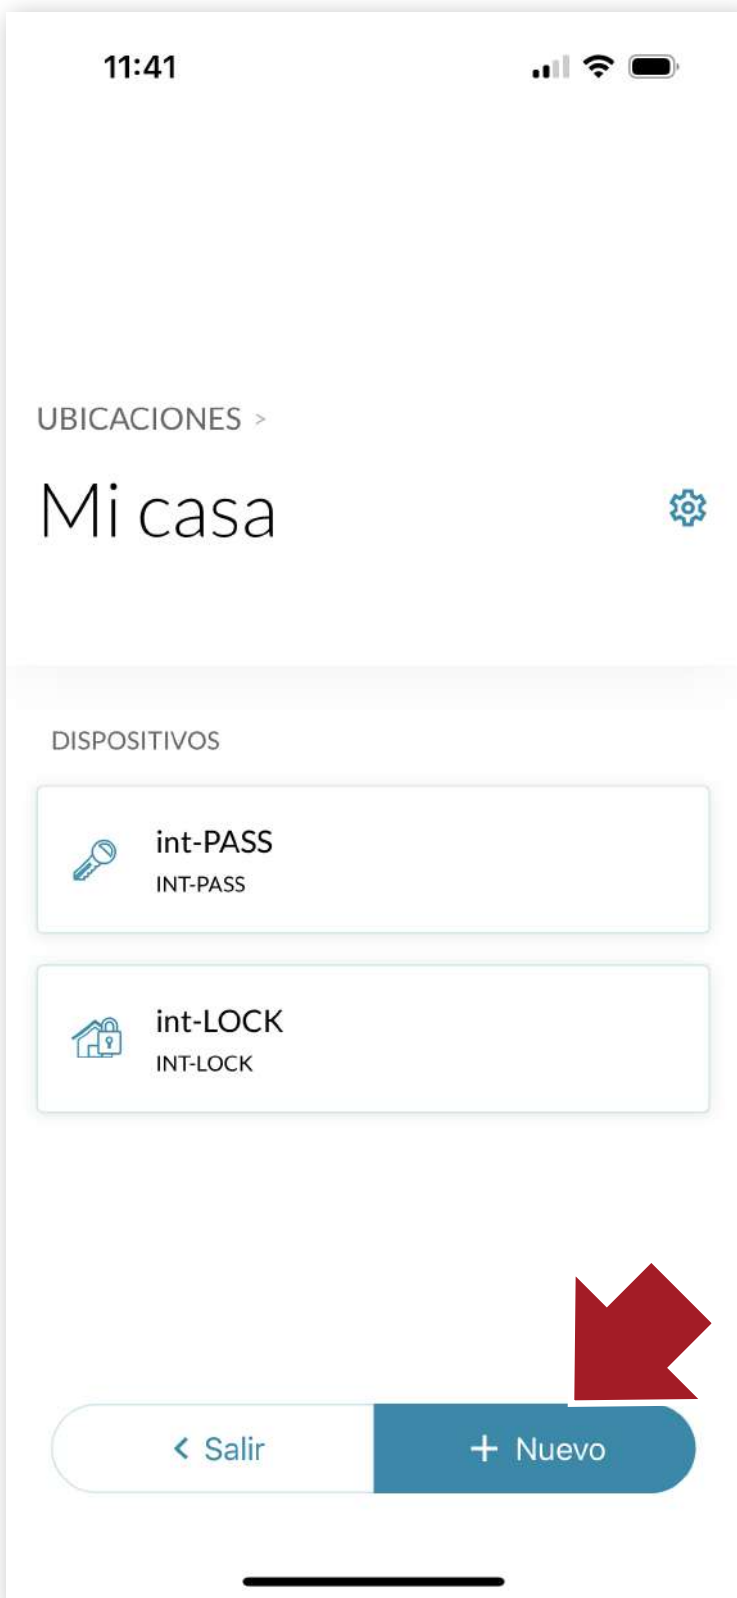 11:41
UBICACIONES >
Mi casa
DISPOSITIVOS
int-PASS
INT-PASS
int-LOCK
INT-LOCK
< Salir
+ Nuevo